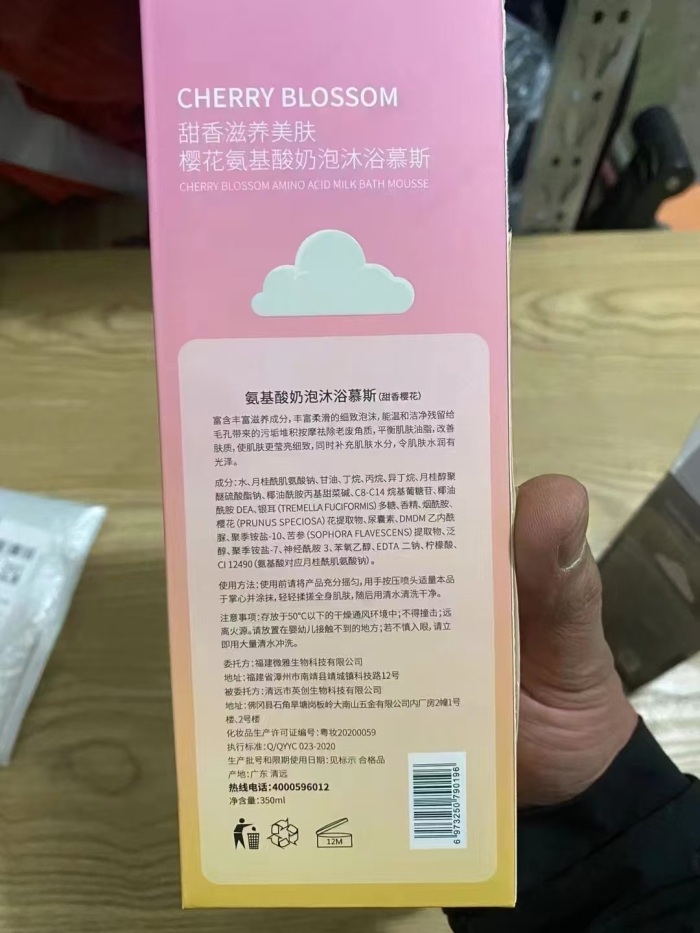 CHERRY BLOSSOM
甜香滋养美肤
樱花氨基酸奶泡沐浴慕斯
CHERRY BLOSSOM AMINO ACID MILK BATH MOUSSE
氨基酸奶泡沐浴慕斯(甜香樱花)
富含丰富滋养成分,丰富柔滑的细致泡沫,能温和洁净残留给
毛孔带来的污垢堆积按摩祛除老废角质,平衡肌肤油脂,改善
肤质,使肌肤更莹亮细致,同时补充肌肤水分,令肌肤水润有
光泽。
成分:水、月桂酰肌氨酸钠、甘油、丁烷、丙烷、异丁烷、月桂醇聚
醚硫酸酯钠、椰油酰胺丙基甜菜碱、C8-C14 烷基葡糖苷、椰油
酰胺 DEA、银耳(TREMELLA FUCIFORMIS)多糖、香精、烟酰胺、
樱花(PRUNUS SPECIOSA)花提取物、尿囊素、DMDM 乙内酰
脲、聚季铵盐-10、苦参(SOPHORA FLAVESCENS)提取物、泛
醇、聚季铵盐-7、神经酰胺 3、苯氧乙醇、EDTA 二钠、柠檬酸、
CI 12490(氨基酸对应月桂酰肌氨酸钠)。
使用方法:使用前请将产品充分摇匀,用手按压喷头适量本品
于掌心并涂抹,轻轻揉搓全身肌肤,随后用清水清洗干净。
注意事项:存放于50℃以下的干燥通风环境中;不得撞击;远
离火源。请放置在婴幼儿接触不到的地方;若不慎入眼,请立
即用大量清水冲洗。
委托方:福建微雅生物科技有限公司
地址:福建省漳州市南靖县靖城镇科技路12号
被委托方:清远市英创生物科技有限公司
地址:佛冈县石角旱塘岗板岭大南山五金有限公司内厂房2幢1号
楼、2号楼
化妆品生产许可证编号:粤妆20200059
执行标准:Q/QYYC 023-2020
生产批号和限期使用日期:见标示 合格品
产地:广东 清远
热线电话:4000596012
净含量:350ml
12M
6 973250 790196